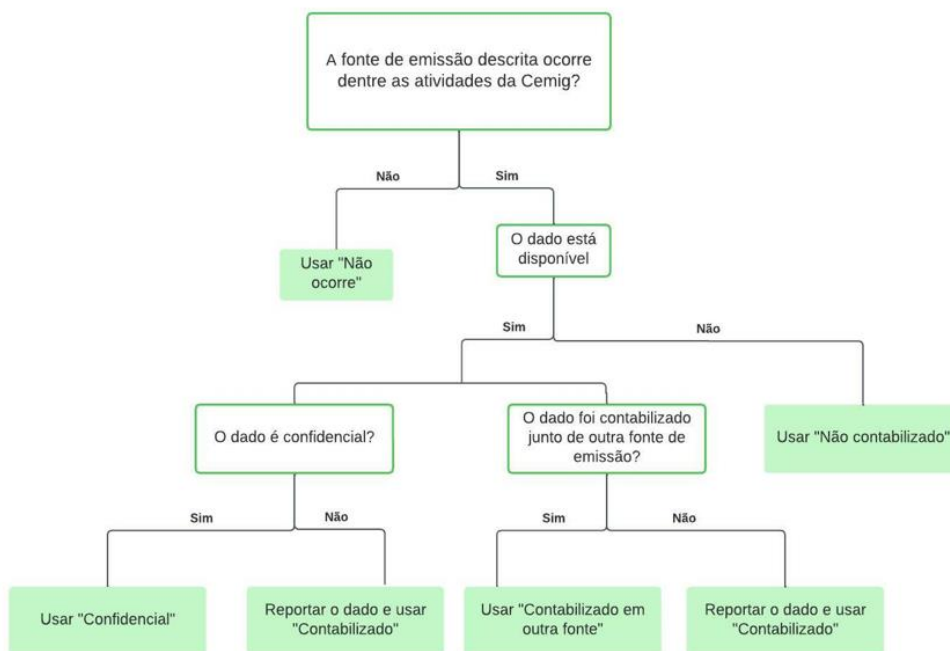 A fonte de emissão descrita ocorre
dentre as atividades da Cemig?
Não
Sim
O dado está
disponível
Usar "Não
ocorre"
Sim
Não
O dado é confidencial?
O dado foi contabilizado
junto de outra fonte de
emissão?
Usar "Não contabilizado"
Sim
Não
Sim
Não
Usar "Confidencial"
Reportar o dado e usar
"Contabilizado"
Usar "Contabilizado em
outra fonte"
Reportar o dado e usar
"Contabilizado"